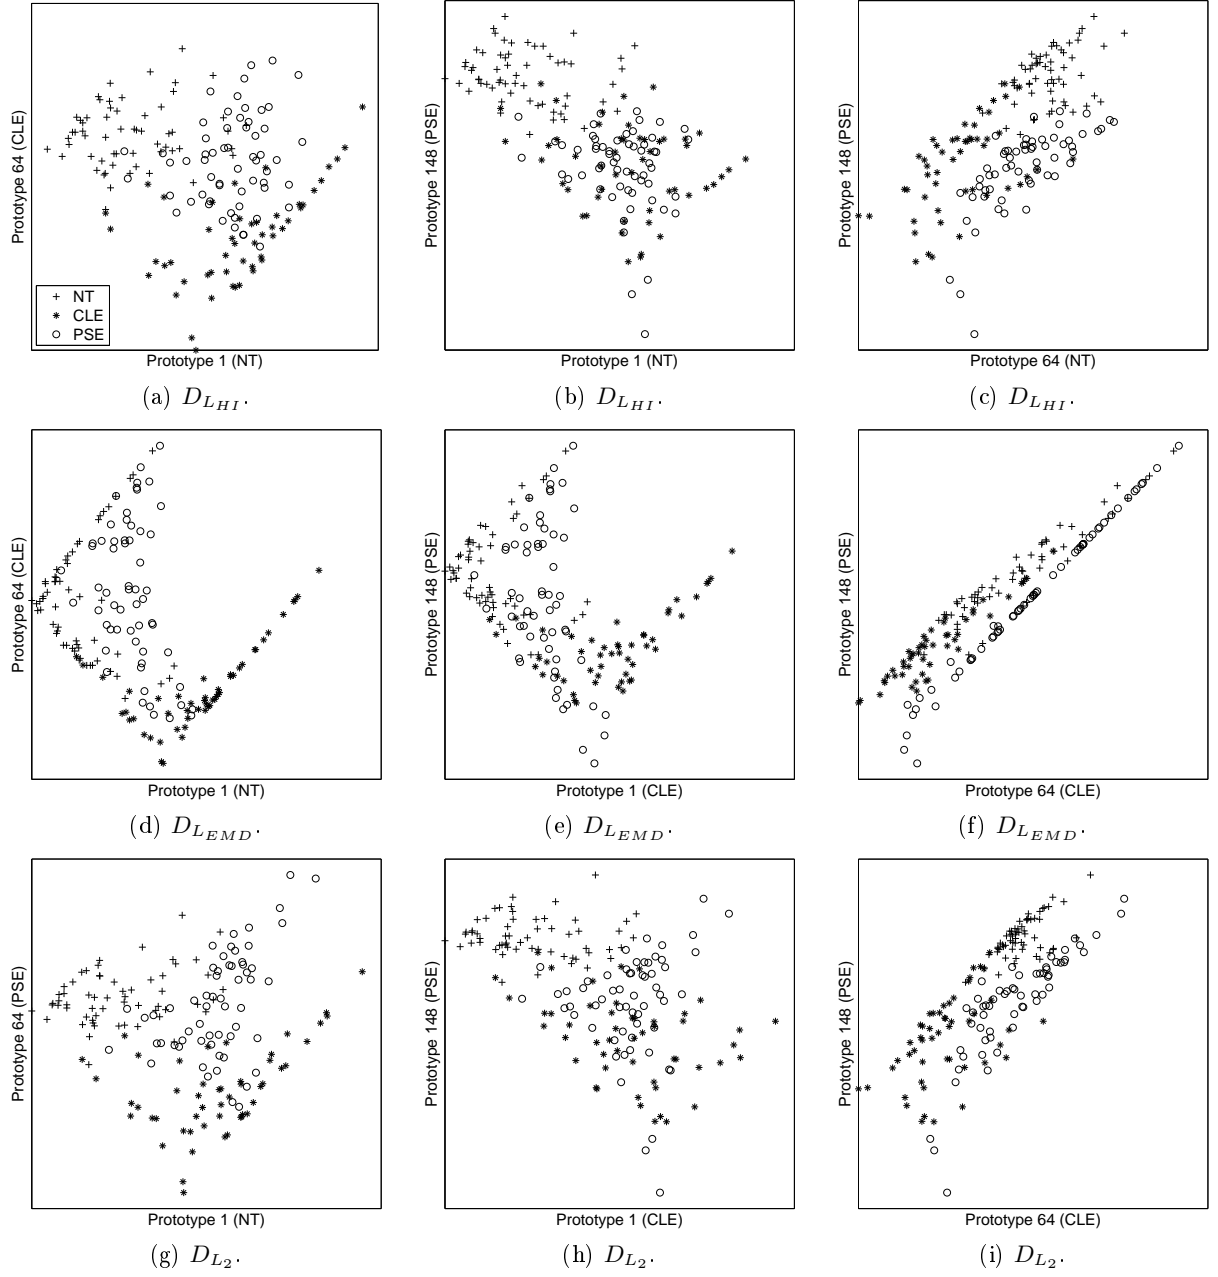 Prototype 64 (CLE)
NT
CLE
PSE
Prototype 1 (NT)
(a) D_{L_{HI}}.
Prototype 148 (PSE)
Prototype 1 (NT)
(b) D_{L_{HI}}.
Prototype 148 (PSE)
Prototype 64 (NT)
(c) D_{L_{HI}}.
Prototype 64 (CLE)
Prototype 1 (NT)
(d) D_{L_{EMD}}.
Prototype 148 (PSE)
Prototype 1 (CLE)
(e) D_{L_{EMD}}.
Prototype 148 (PSE)
Prototype 64 (CLE)
(f) D_{L_{EMD}}.
Prototype 64 (PSE)
Prototype 1 (NT)
(g) D_{L_2}.
Prototype 148 (PSE)
Prototype 1 (CLE)
(h) D_{L_2}.
Prototype 148 (PSE)
Prototype 64 (CLE)
(i) D_{L_2}.